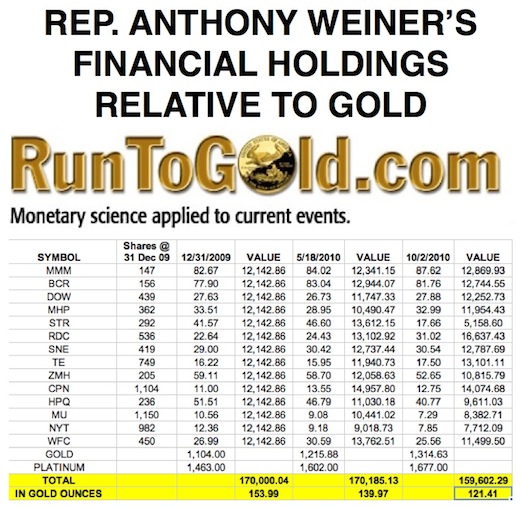 REP. ANTHONY WEINER'S
FINANCIAL HOLDINGS
RELATIVE TO GOLD
RunToGold.com
Monetary science applied to current events.
Shares @
SYMBOL 31 Dec 09 12/31/2009 VALUE 5/18/2010 VALUE 10/2/2010 VALUE
MMM 147 82.67 12,142.86 84.02 12,341.15 87.62 12,869.93
BCR 156 77.90 12,142.86 83.04 12,944.07 81.76 12,744.55
DOW 439 27.63 12,142.86 26.73 11,747.33 27.88 12,252.73
MHP 362 33.51 12,142.86 28.95 10,490.47 32.99 11,954.43
STR 292 41.57 12,142.86 46.60 13,612.15 17.66 5,158.60
RDC 536 22.64 12,142.86 24.43 13,102.92 31.02 16,637.43
SNE 419 29.00 12,142.86 30.42 12,737.44 30.54 12,787.69
TE 749 16.22 12,142.86 15.95 11,940.73 17.50 13,101.11
ZMH 205 59.11 12,142.86 58.70 12,058.63 52.65 10,815.79
CPN 1,104 11.00 12,142.86 13.55 14,957.80 12.75 14,074.68
HPQ 236 51.51 12,142.86 46.79 11,030.18 40.77 9,611.03
MU 1,150 10.56 12,142.86 9.08 10,441.02 7.29 8,382.71
NYT 982 12.36 12,142.86 9.18 9,018.73 7.85 7,712.09
WFC 450 26.99 12,142.86 30.59 13,762.51 25.56 11,499.50
GOLD 1,104.00 1,215.88 1,314.63
PLATINUM 1,463.00 1,602.00 1,677.00
TOTAL 170,000.04 170,185.13 159,602.29
IN GOLD OUNCES 153.99 139.97 121.41